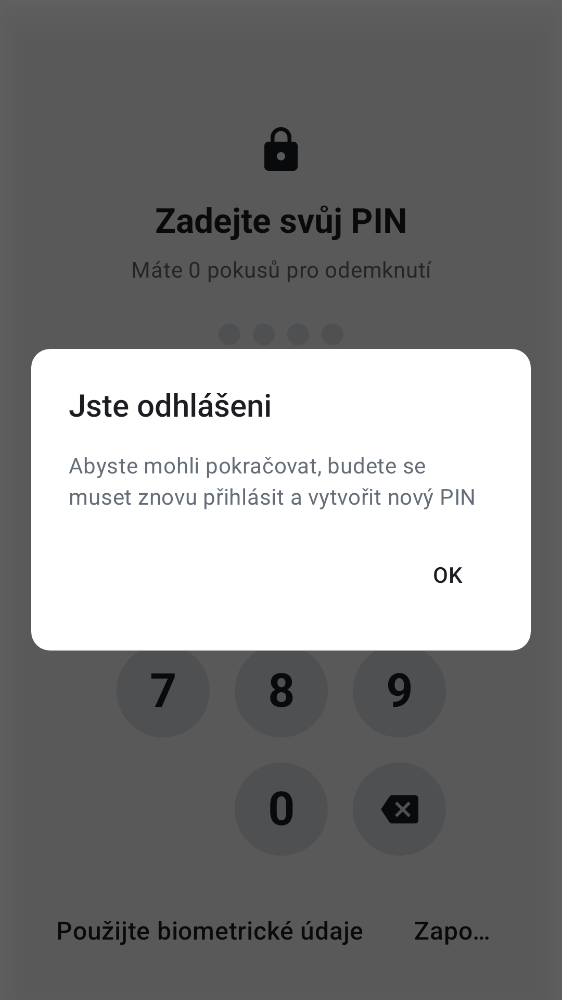 Zadejte svůj PIN
Máte 0 pokusů pro odemknutí
Jste odhlášeni
Abyste mohli pokračovat, budete se
muset znovu přihlásit a vytvořit nový PIN
OK
7 8 9
0
Použijte biometrické údaje Zapo…